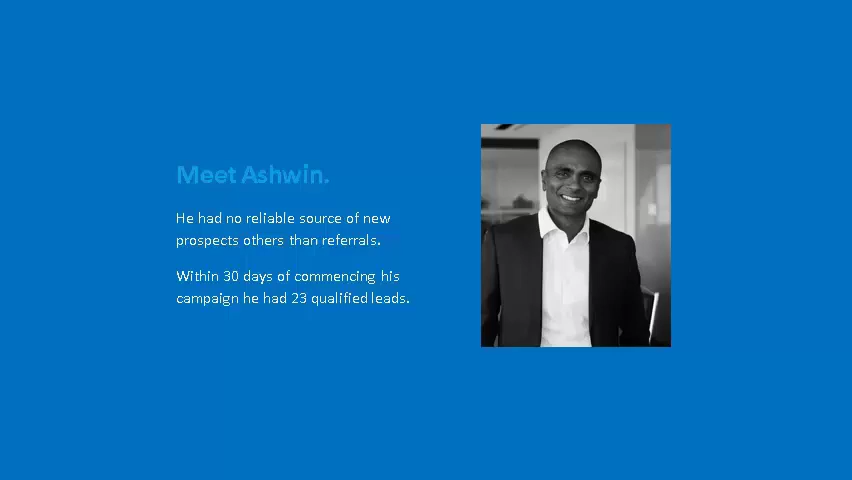 Meet Ashwin.
He had no reliable source of new
prospects others than referrals.
Within 30 days of commencing his
campaign he had 23 qualified leads.